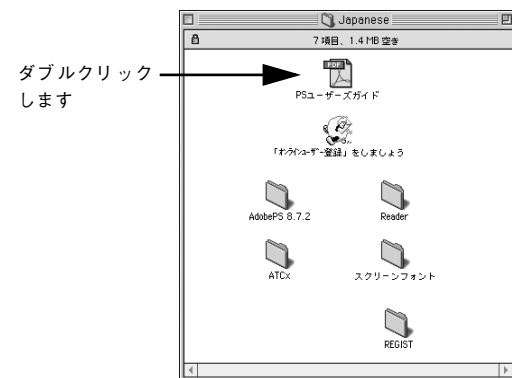 Japanese
7 項目、1.4 MB 空き
ダブルクリック
します
PDF
PSユーザーズガイド
「オンラインユーザー登録」をしましょう
AdobePS 8.7.2
Reader
ATCx
スクリーンフォント
REGIST